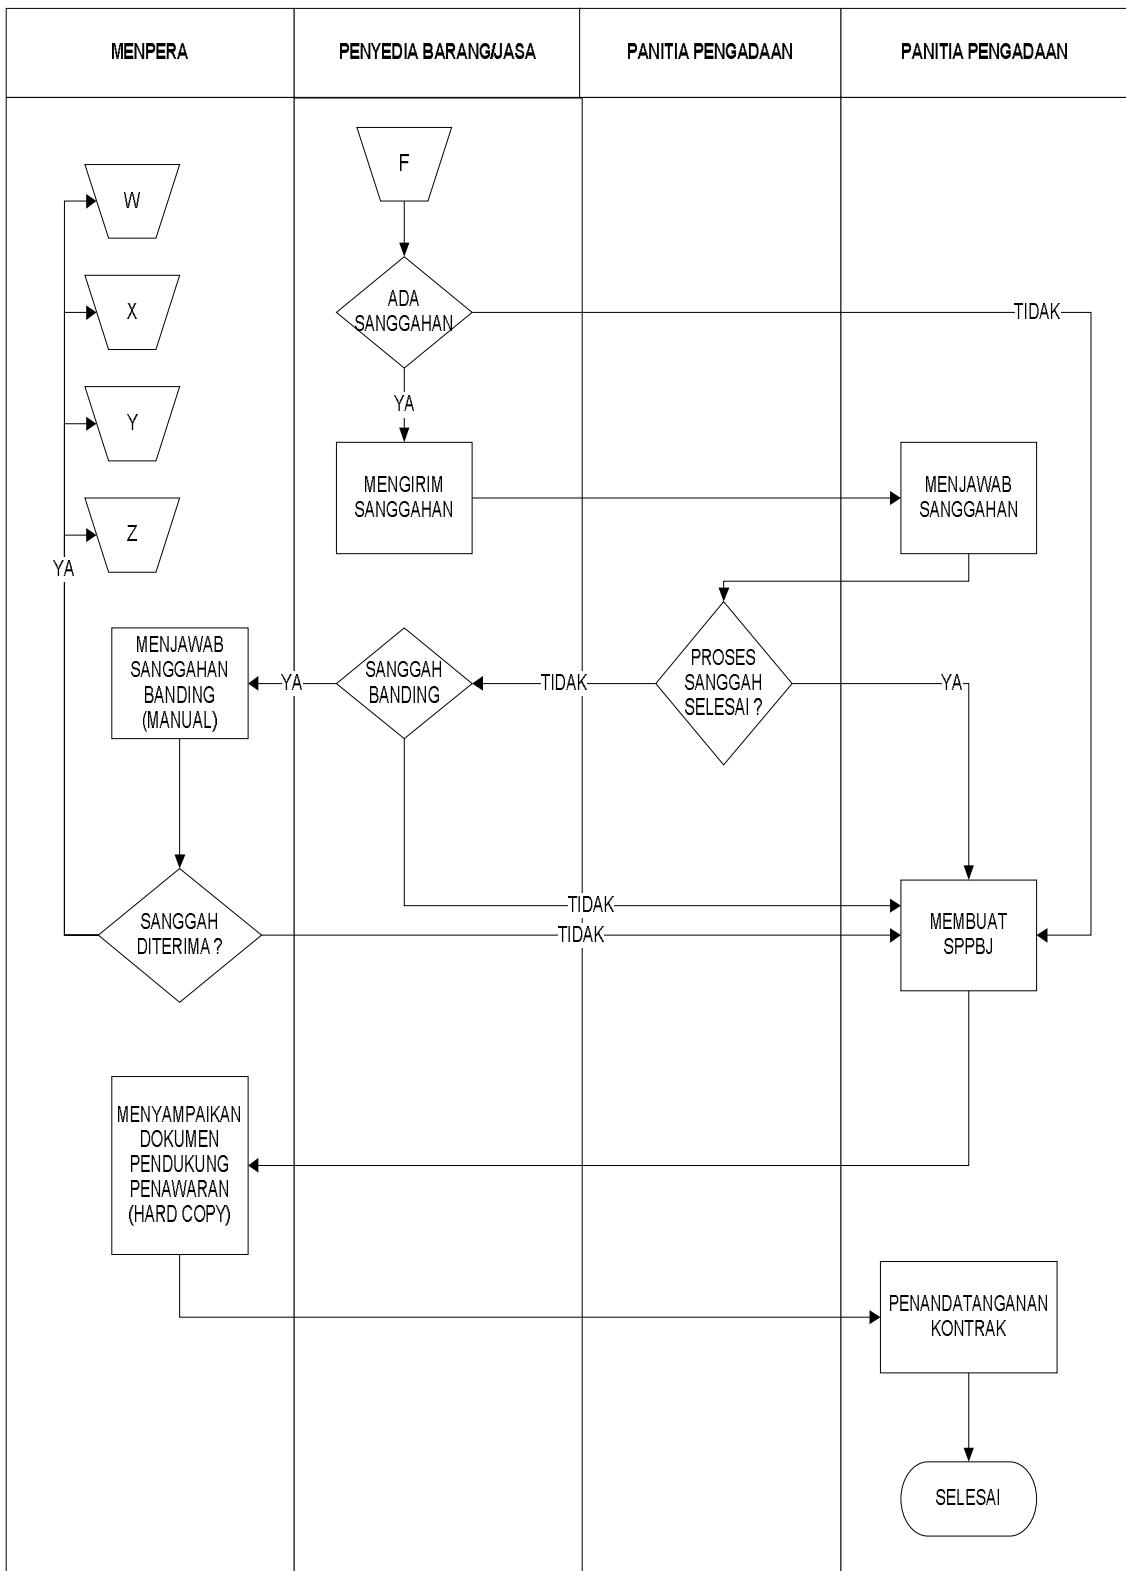 MENPERA
PENYEDIA BARANG/JASA
PANITIA PENGADAAN
PANITIA PENGADAAN
F
W
ADA
SANGGAHAN
X
TIDAK
YA
Y
MENGIRIM
SANGGAHAN
MENJAWAB
SANGGAHAN
Z
YA
MENJAWAB
SANGGAHAN
BANDING
(MANUAL)
YA
SANGGAH
BANDING
TIDAK
PROSES
SANGGAH
SELESAI ?
YA
TIDAK
SANGGAH
DITERIMA ?
TIDAK
MEMBUAT
SPPBJ
MENYAMPAIKAN
DOKUMEN
PENDUKUNG
PENAWARAN
(HARD COPY)
PENANDATANGANAN
KONTRAK
SELESAI